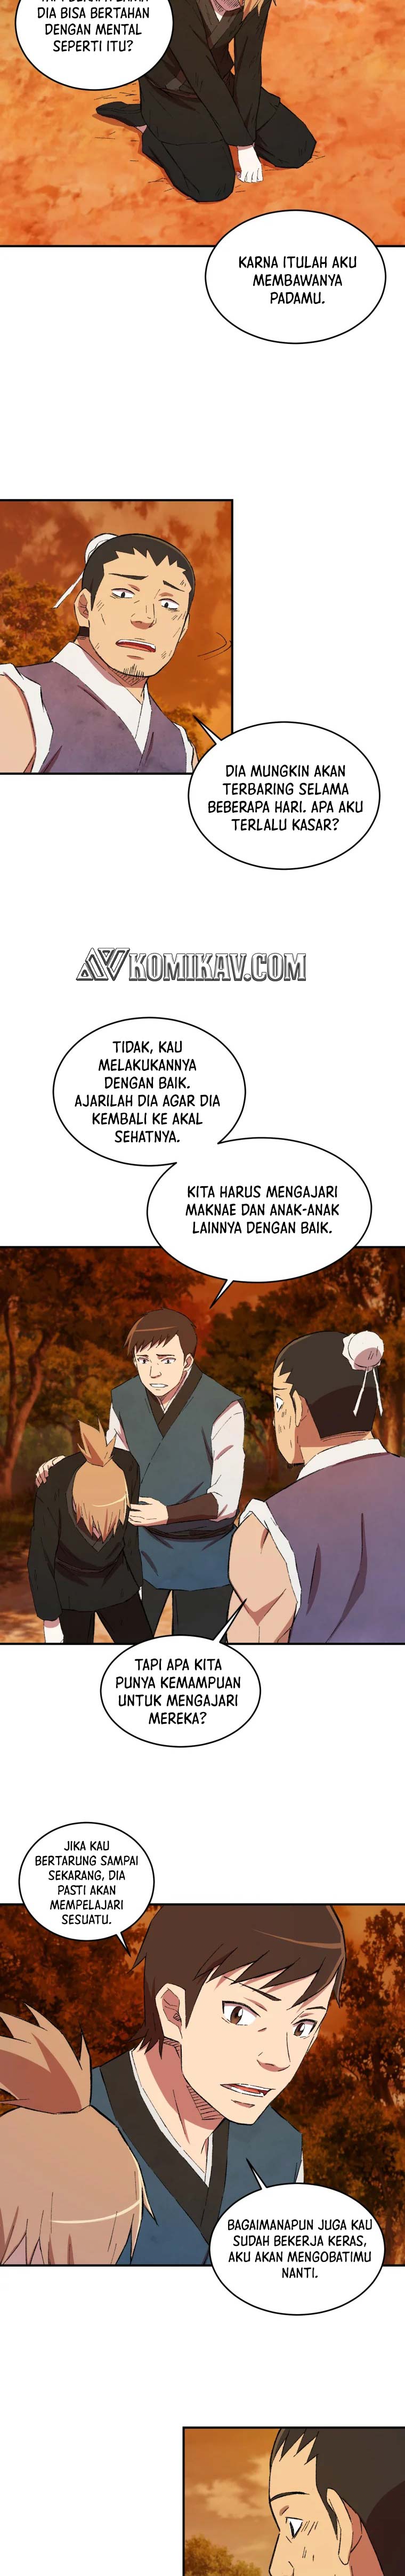 DIA BISA BERTAHAN
DENGAN MENTAL
SEPERTI ITU?
KARNA ITULAH AKU
MEMBAWANYA
PADAMU.
DIA MUNGKIN AKAN
TERBARING SELAMA
BEBERAPA HARI. APA AKU
TERLALU KASAR?
KOMIKAV.COM
TIDAK, KAU
MELAKUKANNYA
DENGAN BAIK.
AJARILAH DIA AGAR DIA
KEMBALI KE AKAL
SEHATNYA.
KITA HARUS MENGAJARI
MAKNAE DAN ANAK-ANAK
LAINNYA DENGAN BAIK.
TAPI APA KITA
PUNYA KEMAMPUAN
UNTUK MENGAJARI
MEREKA?
JIKA KAU
BERTARUNG SAMPAI
SEKARANG, DIA
PASTI AKAN
MEMPELAJARI
SESUATU.
BAGAIMANAPUN JUGA KAU
SUDAH BEKERJA KERAS,
AKU AKAN MENGOBATIMU
NANTI.